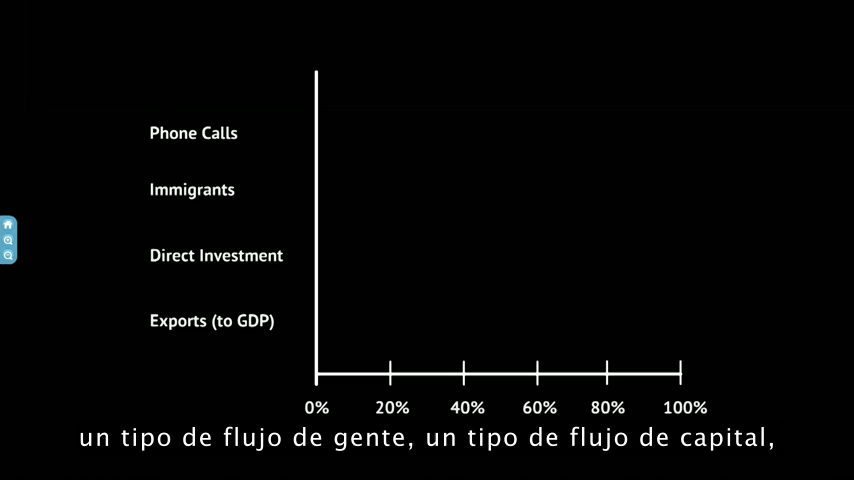 Phone Calls
Immigrants
Direct Investment
Exports (to GDP)
0% 20% 40% 60% 80% 100%
un tipo de flujo de gente, un tipo de flujo de capital,